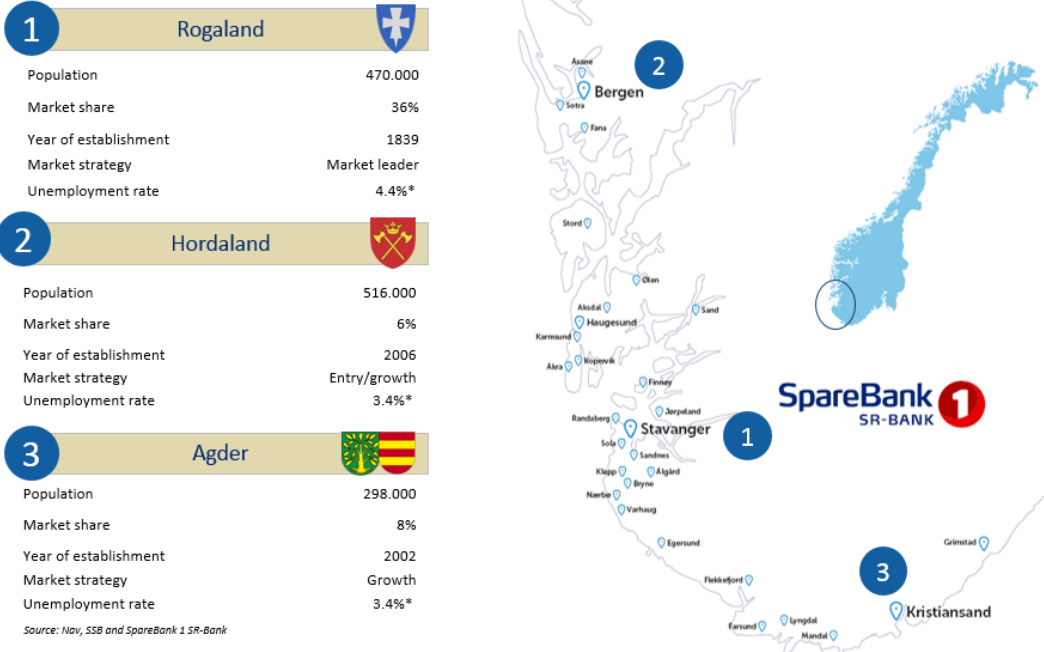 1
Rogaland
Population 470.000
Market share 36%
Year of establishment 1839
Market strategy Market leader
Unemployment rate 4.4%*
2
Hordaland
Population 516.000
Market share 6%
Year of establishment 2006
Market strategy Entry/growth
Unemployment rate 3.4%*
3
Agder
Population 298.000
Market share 8%
Year of establishment 2002
Market strategy Growth
Unemployment rate 3.4%*
Source: Nav, SSB and SpareBank 1 SR-Bank
Åsane
2
Bergen
Sotra
Fana
Stord
Ølen
Aksdal
Sand
Haugesund
Karmsund
Kopervik
Åkra
Finnøy
Jørpeland
Randaberg
Stavanger
1
Sola
Sandnes
Klepp
Ålgård
Bryne
Nærbø
Varhaug
Egersund
Grimstad
3
Flekkefjord
Kristiansand
Lyngdal
Farsund
Mandal
SpareBank 1
SR-BANK